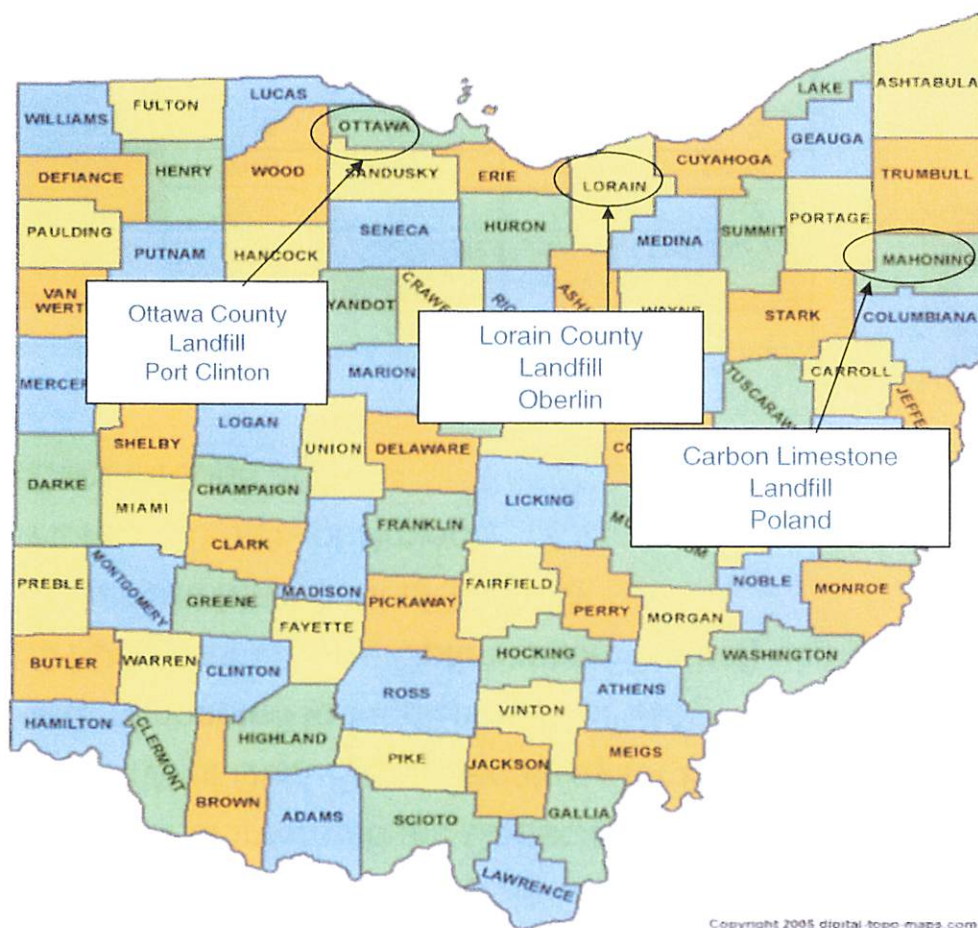 LAKE
ASHTABULA
LUCAS
FULTON
WILLIAMS
OTTAWA
GEAUGA
CUYAHOGA
HENRY
WOOD
SANDUSKY
ERIE
LORAIN
TRUMBULL
DEFIANCE
PORTAGE
PAULDING
SENECA
HURON
MEDINA
SUMMIT
PUTNAM
HANCOCK
MAHONING
VAN
WERT
STARK
COLUMBIANA
Ottawa County
Landfill
Port Clinton
Lorain County
Landfill
Oberlin
MARION
CARROLL
LOGAN
SHELBY
UNION
DELAWARE
Carbon Limestone
Landfill
Poland
DARKE
CHAMPAIGN
LICKING
MIAMI
FRANKLIN
CLARK
PREBLE
MONTGOMERY
MADISON
FAIRFIELD
NOBLE
MONROE
GREENE
PICKAWAY
PERRY
MORGAN
FAYETTE
BUTLER
WARREN
CLINTON
HOCKING
WASHINGTON
ROSS
ATHENS
HAMILTON
VINTON
CLERMONT
HIGHLAND
PIKE
JACKSON
MEIGS
BROWN
ADAMS
SCIOTO
GALLIA
LAWRENCE
Copyright 2005 digital-topo-maps.com